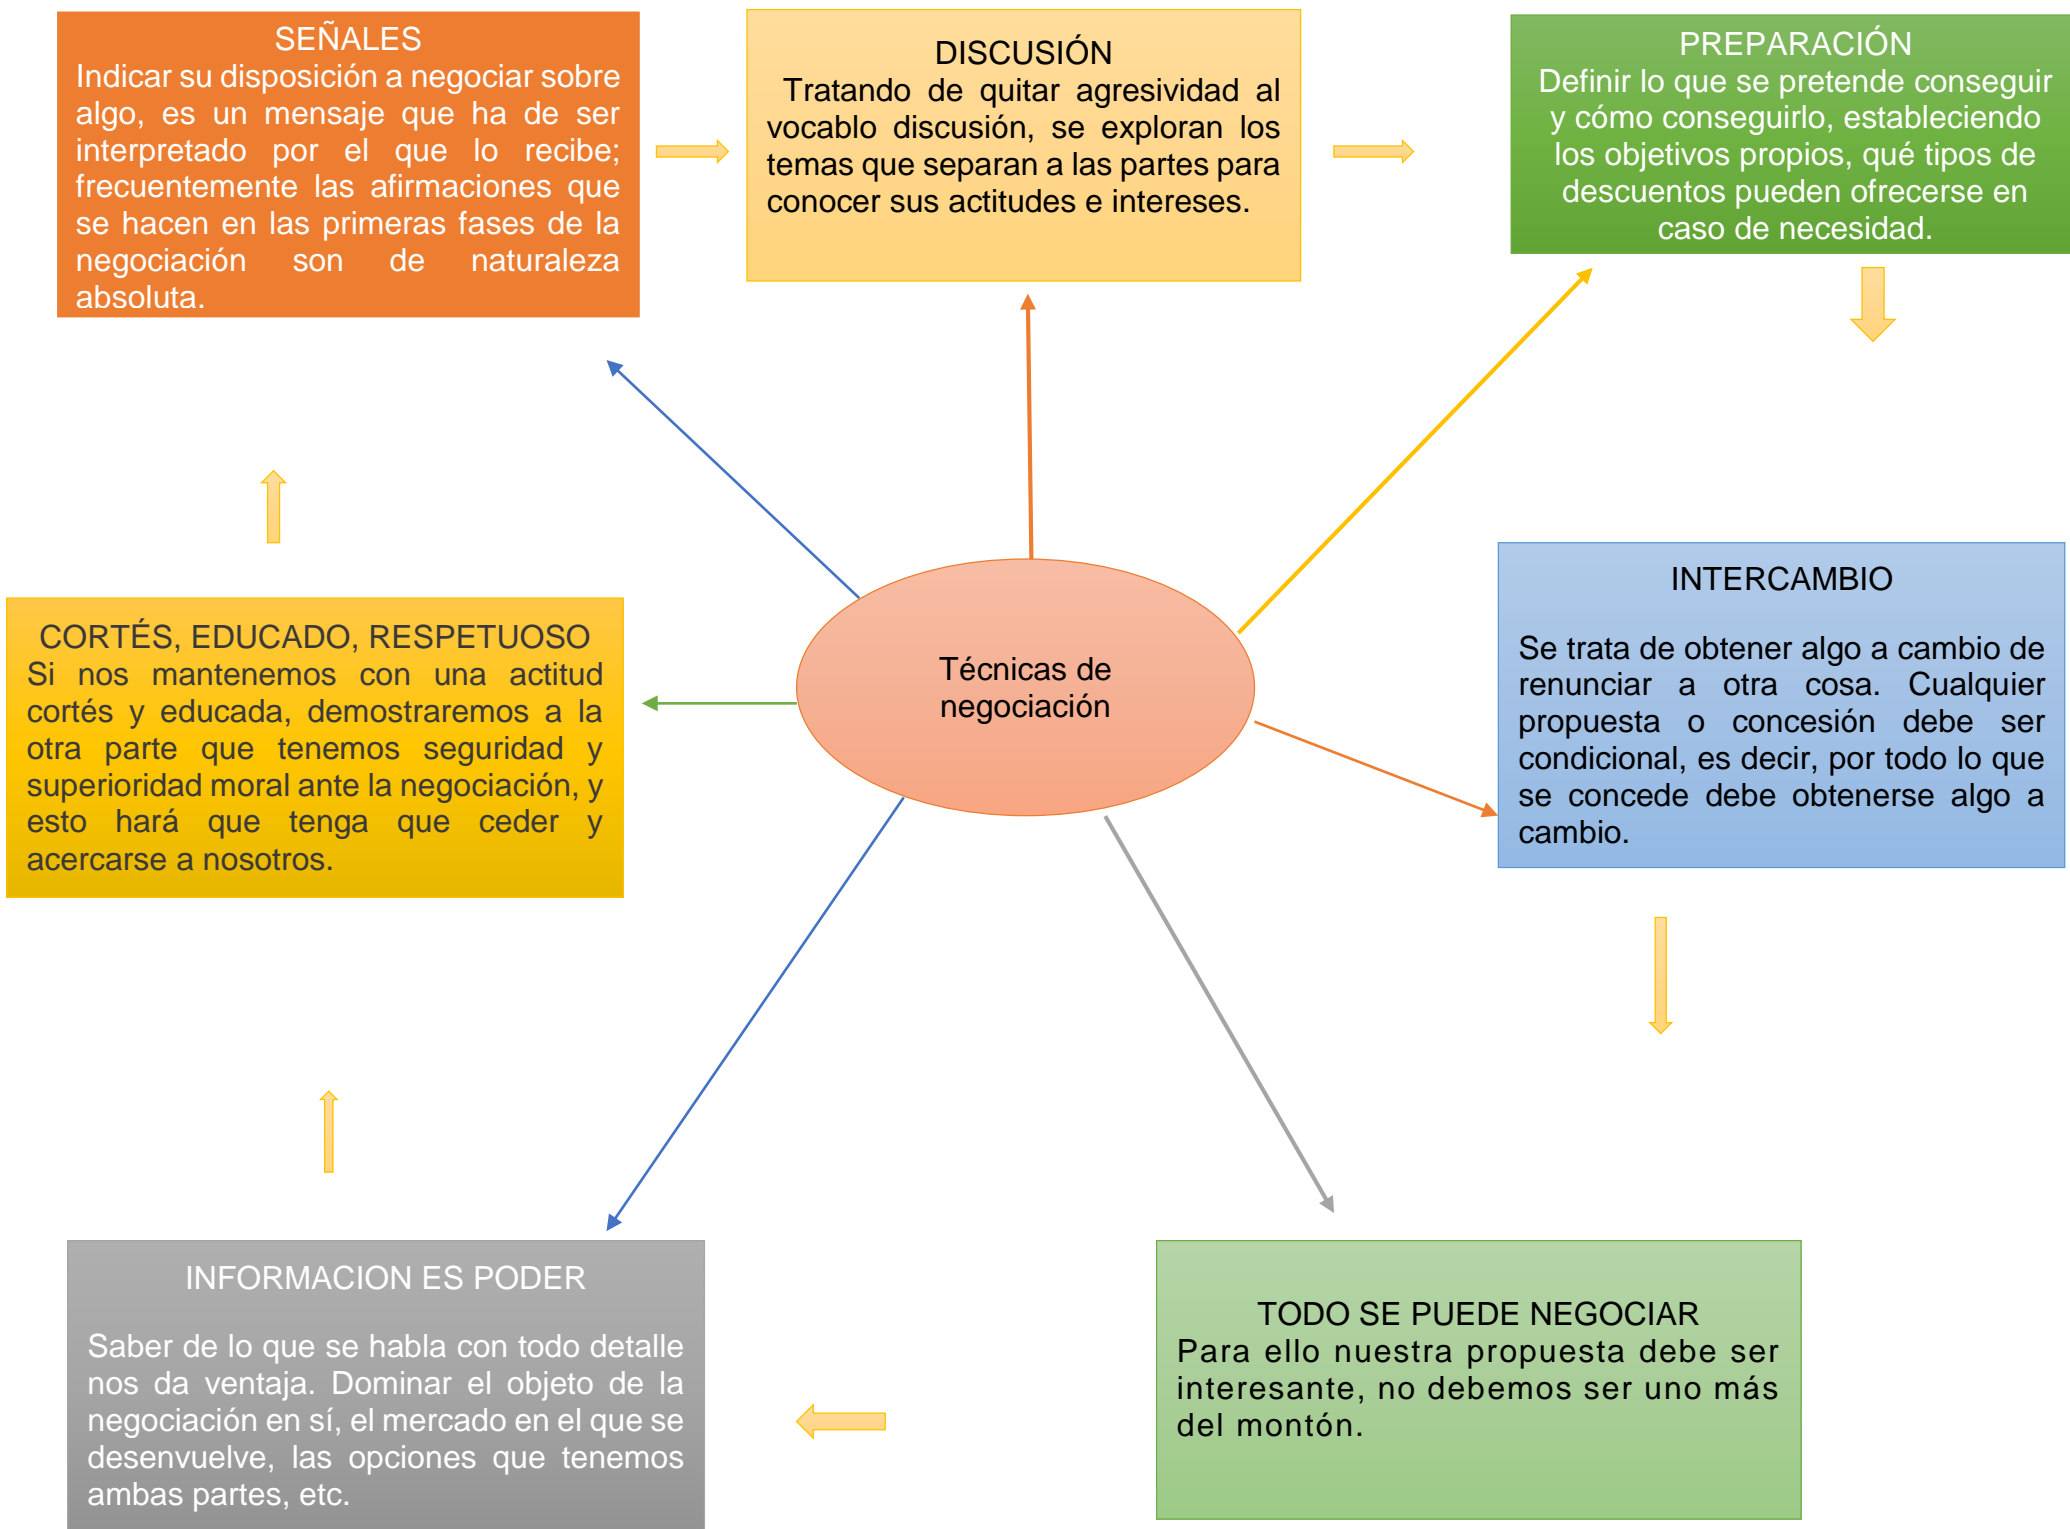 SEÑALES
Indicar su disposición a negociar sobre
algo, es un mensaje que ha de ser
interpretado por el que lo recibe;
frecuentemente las afirmaciones que
se hacen en las primeras fases de la
negociación son de naturaleza
absoluta.
DISCUSIÓN
Tratando de quitar agresividad al
vocablo discusión, se exploran los
temas que separan a las partes para
conocer sus actitudes e intereses.
PREPARACIÓN
Definir lo que se pretende conseguir
y cómo conseguirlo, estableciendo
los objetivos propios, qué tipos de
descuentos pueden ofrecerse en
caso de necesidad.
CORTÉS, EDUCADO, RESPETUOSO
Si nos mantenemos con una actitud
cortés y educada, demostraremos a la
otra parte que tenemos seguridad y
superioridad moral ante la negociación, y
esto hará que tenga que ceder y
acercarse a nosotros.
Técnicas de
negociación
INTERCAMBIO
Se trata de obtener algo a cambio de
renunciar a otra cosa. Cualquier
propuesta o concesión debe ser
condicional, es decir, por todo lo que
se concede debe obtenerse algo a
cambio.
INFORMACION ES PODER
Saber de lo que se habla con todo detalle
nos da ventaja. Dominar el objeto de la
negociación en sí, el mercado en el que se
desenvuelve, las opciones que tenemos
ambas partes, etc.
TODO SE PUEDE NEGOCIAR
Para ello nuestra propuesta debe ser
interesante, no debemos ser uno más
del montón.